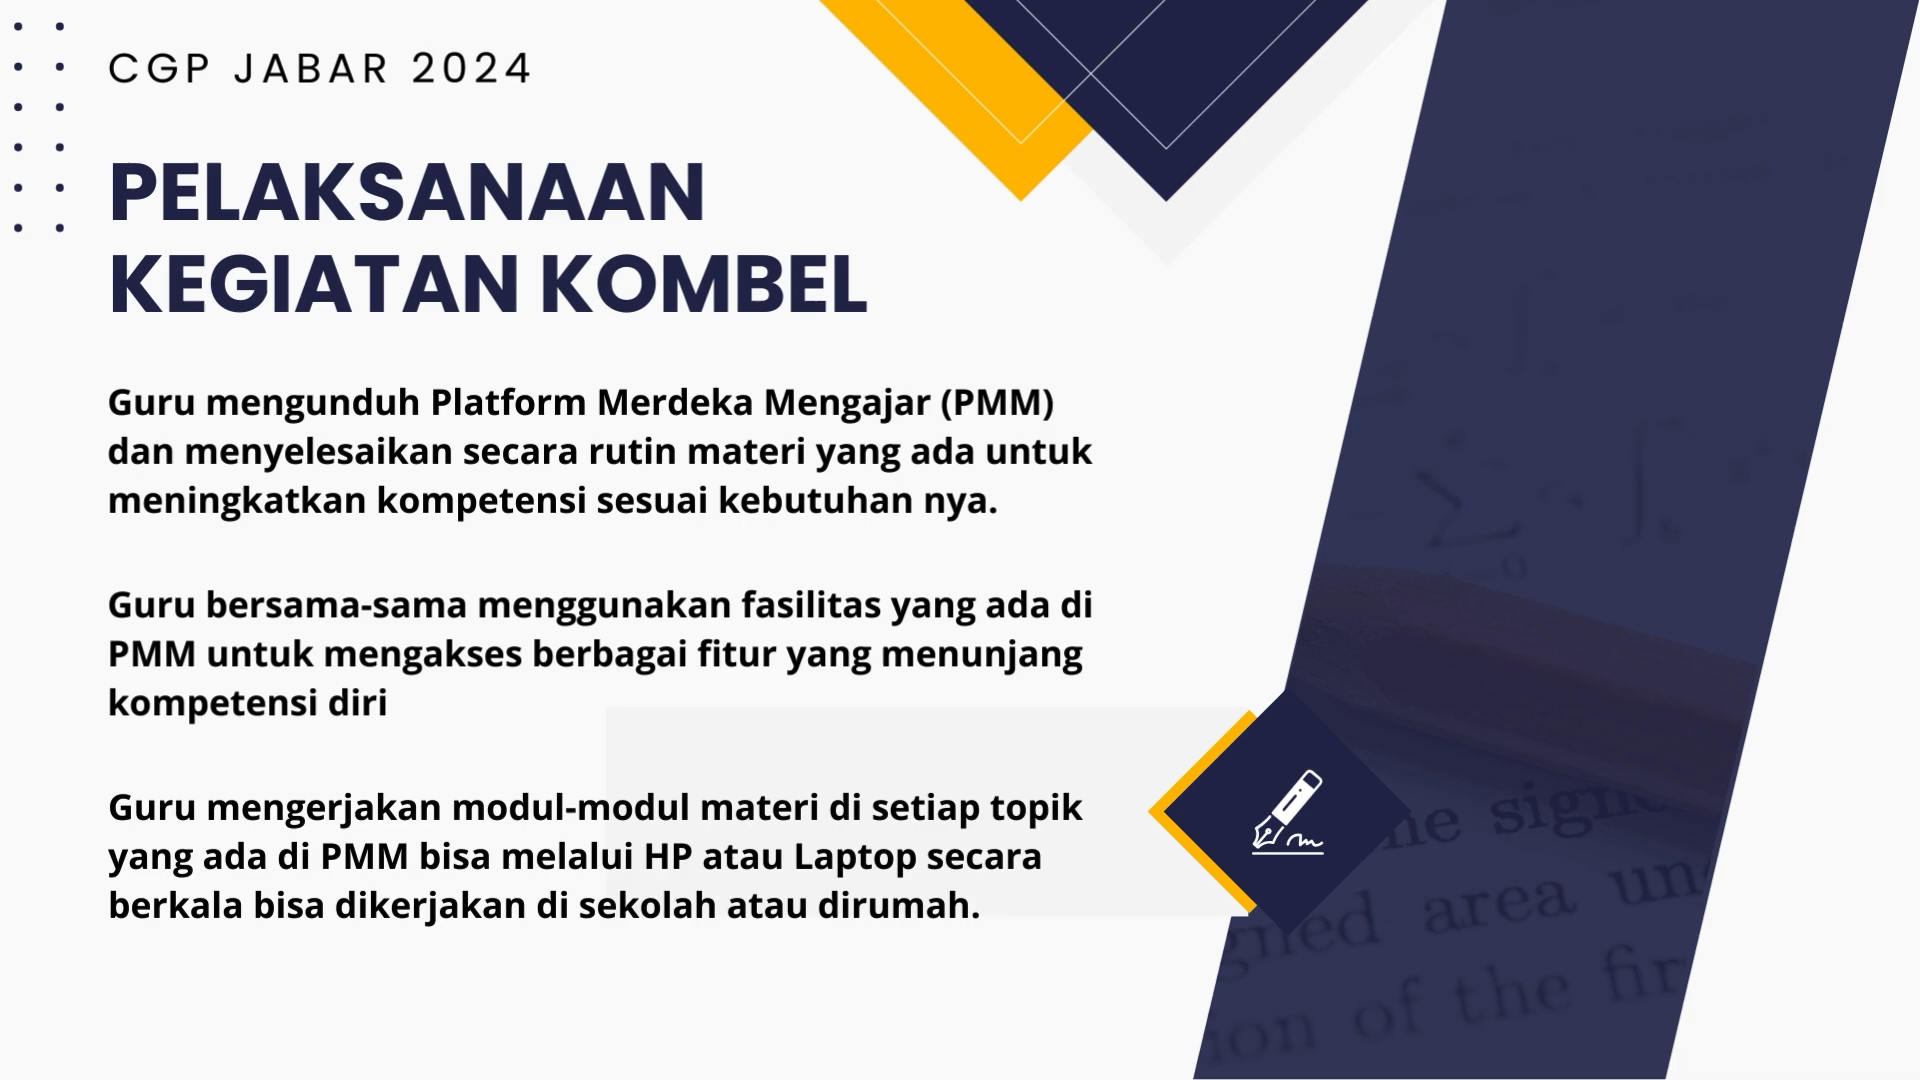 CGP JABAR 2024
PELAKSANAAN
KEGIATAN KOMBEL
Guru mengunduh Platform Merdeka Mengajar (PMM)
dan menyelesaikan secara rutin materi yang ada untuk
meningkatkan kompetensi sesuai kebutuhan nya.
Guru bersama-sama menggunakan fasilitas yang ada di
PMM untuk mengakses berbagai fitur yang menunjang
kompetensi diri
Guru mengerjakan modul-modul materi di setiap topik
yang ada di PMM bisa melalui HP atau Laptop secara
berkala bisa dikerjakan di sekolah atau dirumah.
area
of the